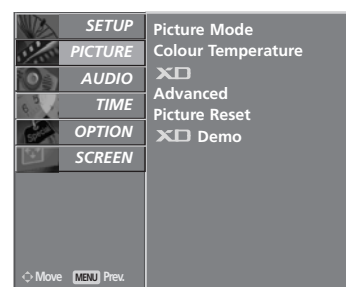 SETUP
PICTURE
AUDIO
TIME
OPTION
SCREEN
Picture Mode
Colour Temperature
XD
Advanced
Picture Reset
XD Demo
Move MENU Prev.